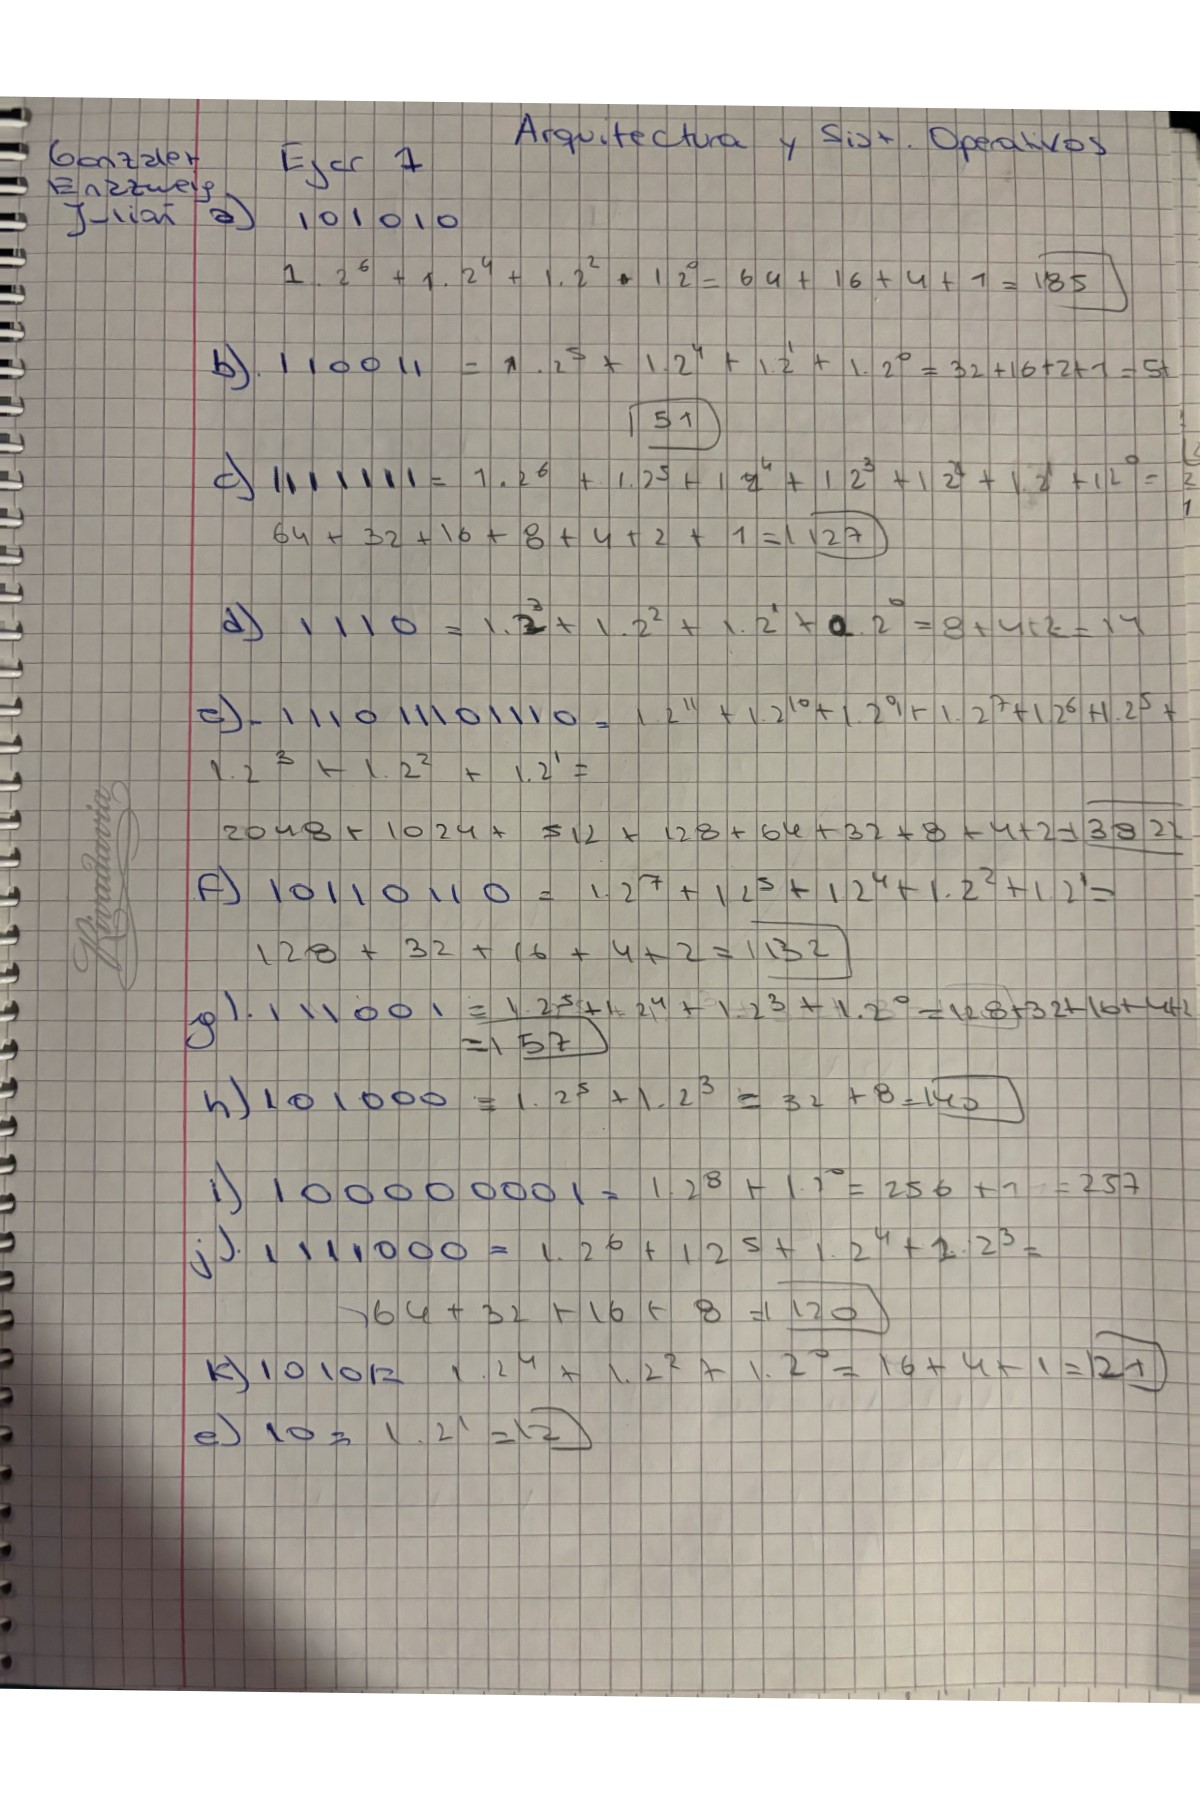 Arquitectura y Sist. Operativos
Gonzalez Ejer 1
Enzzweig
Julian a) 101010
1.2⁶ + 1.2⁴ + 1.2² + 1 2⁰ = 64 + 16 + 4 + 1 = 85
b). 110011 = 1.2⁵ + 1.2⁴ + 1.2¹ + 1.2⁰ = 32+16+2+1 = 51
51
c) 1111111 = 1.2⁶ + 1.2⁵ + 1 2⁴ + 1 2³ + 1 2² + 1.2¹ + 1 2⁰ =
64 + 32 + 16 + 8 + 4 + 2 + 1 = 127
d) 1110 = 1.2³ + 1.2² + 1.2¹ + 0.2⁰ = 8+4+2 = 14
e) 111011101110 = 1.2¹¹ + 1.2¹⁰ + 1.2⁹ + 1.2⁷ + 1 2⁶ + 1.2⁵ +
1.2³ + 1.2² + 1.2¹ =
2048 + 1024 + 512 + 128 + 64 + 32 + 8 + 4 + 2 = 3822
Rivadavia
F) 10110110 = 1.2⁷ + 1 2⁵ + 1 2⁴ + 1.2² + 1.2¹ =
128 + 32 + 16 + 4 + 2 = 132
g). 111001 = 1.2⁵ + 1.2⁴ + 1.2³ + 1.2⁰ = 128+32+16+4+2
= 57
h) 101000 = 1.2⁵ + 1.2³ = 32 + 8 = 40
i) 100000001 = 1.2⁸ + 1.2⁰ = 256 + 1 = 257
j). 1111000 = 1.2⁶ + 1 2⁵ + 1.2⁴ + 1.2³ =
64 + 32 + 16 + 8 = 120
K) 10101= 1.2⁴ + 1.2² + 1.2⁰ = 16 + 4 + 1 = 21
e) 10 = 1.2¹ = 2